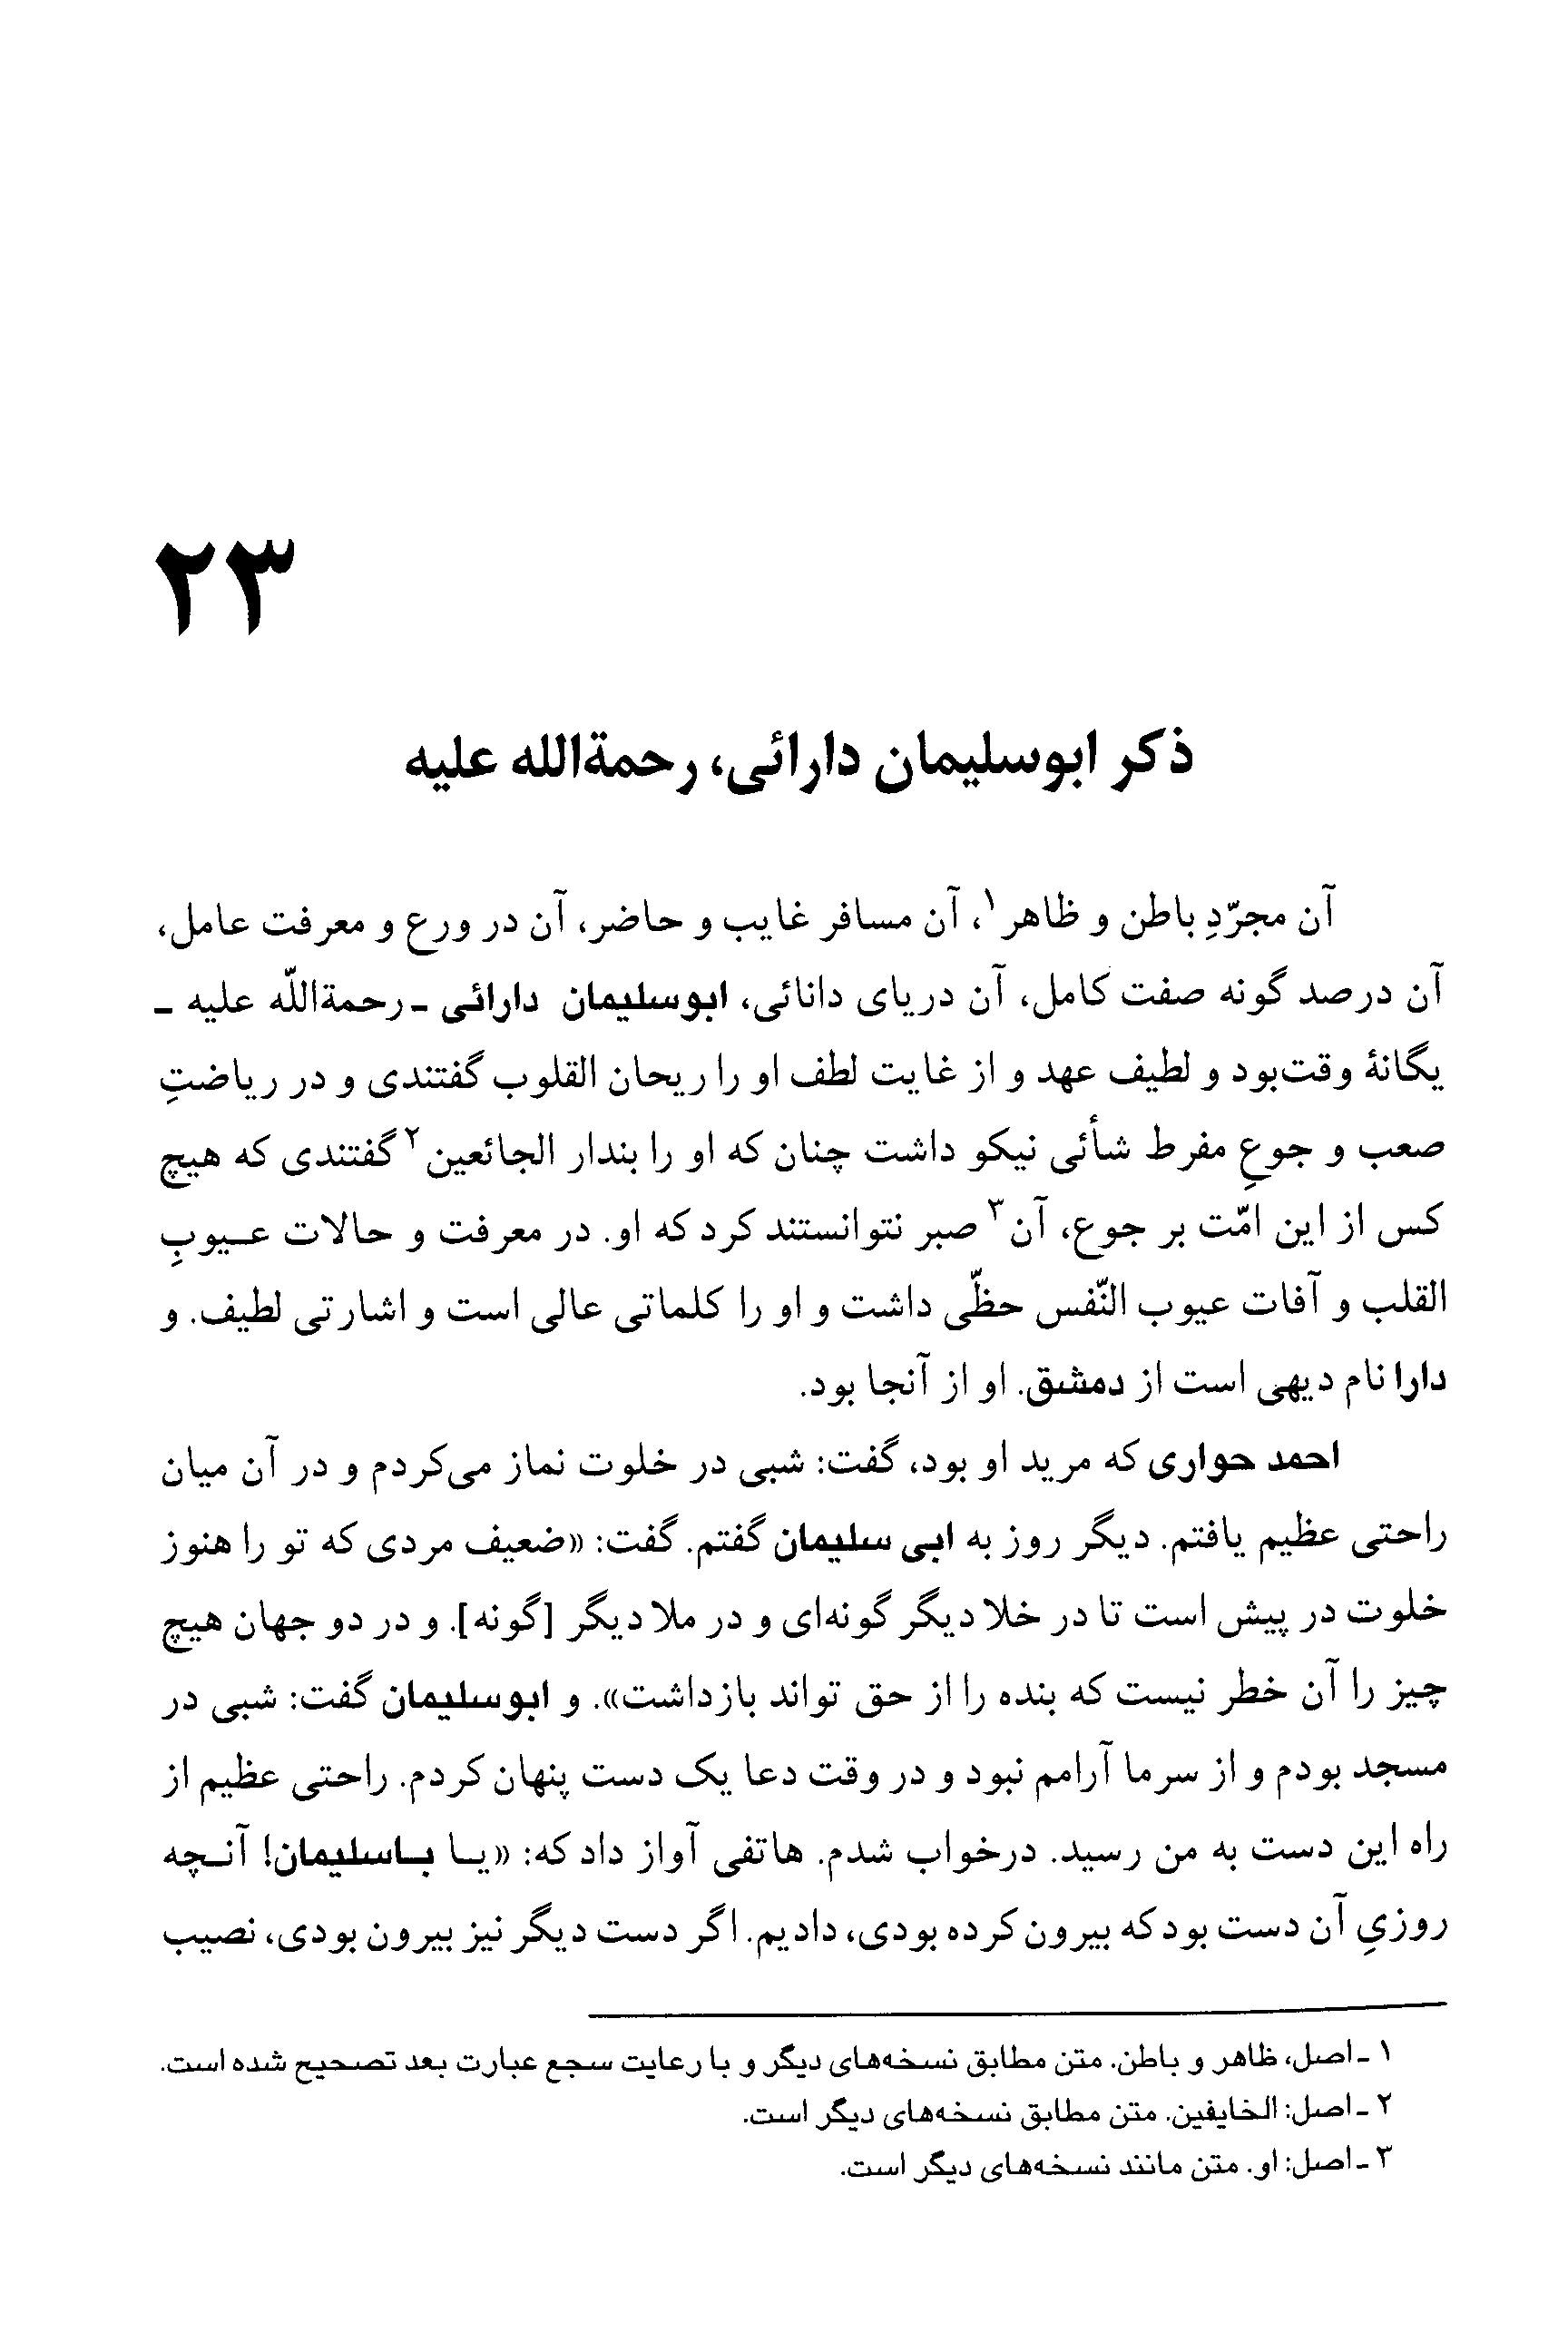 ۲۳
ذکر ابوسلیمان دارائی، رحمةالله علیه
آن مجرّدِ باطن و ظاهر۱، آن مسافر غایب و حاضر، آن در ورع و معرفت عامل،
آن درصد گونه صفت کامل، آن دریای دانائی، ابوسلیمان دارائی ـ رحمةاللّه علیه ـ
یگانهٔ وقت‌بود و لطیف عهد و از غایت لطف او را ریحان القلوب گفتندی و در ریاضتِ
صعب و جوعِ مفرط شأئی نیکو داشت چنان که او را بندار الجائعین۲ گفتندی که هیچ
کس از این امّت بر جوع، آن۳ صبر نتوانستند کرد که او. در معرفت و حالات عیوبِ
القلب و آفات عیوب النّفس حظّی داشت و او را کلماتی عالی است و اشارتی لطیف. و
دارا نام دیهی است از دمشق. او از آنجا بود.
احمد حواری که مرید او بود، گفت: شبی در خلوت نماز می‌کردم و در آن میان
راحتی عظیم یافتم. دیگر روز به ابی سلیمان گفتم. گفت: «ضعیف مردی که تو را هنوز
خلوت در پیش است تا در خلا دیگر گونه‌ای و در ملا دیگر [گونه]. و در دو جهان هیچ
چیز را آن خطر نیست که بنده را از حق تواند بازداشت». و ابوسلیمان گفت: شبی در
مسجد بودم و از سرما آرامم نبود و در وقت دعا یک دست پنهان کردم. راحتی عظیم از
راه این دست به من رسید. درخواب شدم. هاتفی آواز داد که: «یا باسلیمان! آنچه
روزیِ آن دست بود که بیرون کرده بودی، دادیم. اگر دست دیگر نیز بیرون بودی، نصیب
۱ ـ اصل، ظاهر و باطن. متن مطابق نسخه‌های دیگر و با رعایت سجع عبارت بعد تصحیح شده است.
۲ ـ اصل: الخایفین. متن مطابق نسخه‌های دیگر است.
۳ ـ اصل: او. متن مانند نسخه‌های دیگر است.